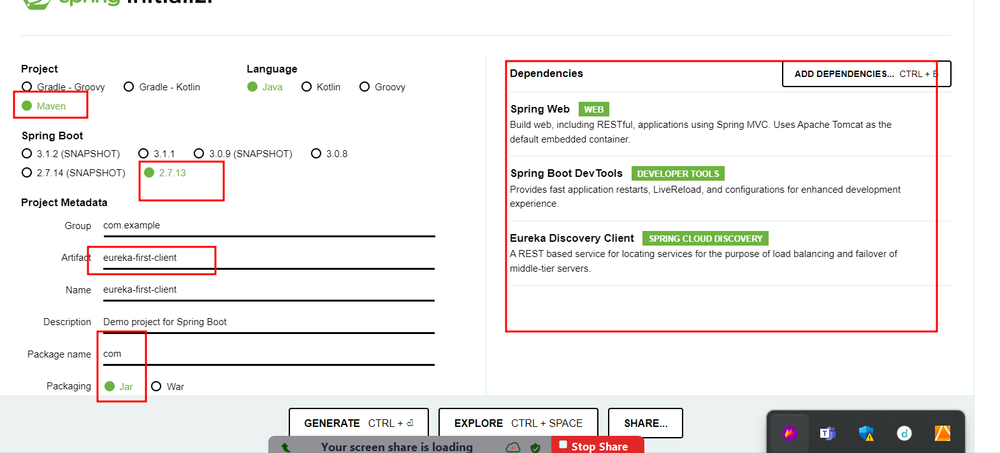 spring initializr
Project
Gradle - Groovy Gradle - Kotlin
Maven
Language
Java Kotlin Groovy
Spring Boot
3.1.2 (SNAPSHOT) 3.1.1 3.0.9 (SNAPSHOT) 3.0.8
2.7.14 (SNAPSHOT) 2.7.13
Project Metadata
Group com.example
Artifact eureka-first-client
Name eureka-first-client
Description Demo project for Spring Boot
Package name com
Packaging Jar War
Dependencies
ADD DEPENDENCIES... CTRL + B
Spring Web WEB
Build web, including RESTful, applications using Spring MVC. Uses Apache Tomcat as the
default embedded container.
Spring Boot DevTools DEVELOPER TOOLS
Provides fast application restarts, LiveReload, and configurations for enhanced development
experience.
Eureka Discovery Client SPRING CLOUD DISCOVERY
A REST based service for locating services for the purpose of load balancing and failover of
middle-tier servers.
GENERATE CTRL + ⏎ EXPLORE CTRL + SPACE SHARE...
Your screen share is loading Stop Share
T d